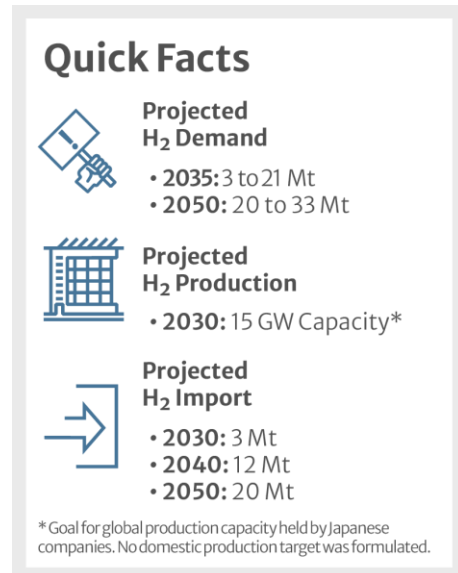 Quick Facts
Projected
H₂ Demand
• 2035: 3 to 21 Mt
• 2050: 20 to 33 Mt
Projected
H₂ Production
• 2030: 15 GW Capacity*
Projected
H₂ Import
• 2030: 3 Mt
• 2040: 12 Mt
• 2050: 20 Mt
* Goal for global production capacity held by Japanese
companies. No domestic production target was formulated.